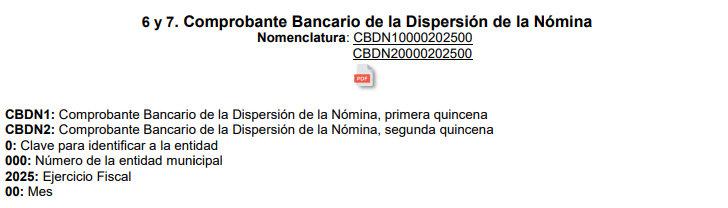 6 y 7. Comprobante Bancario de la Dispersión de la Nómina
Nomenclatura: CBDN10000202500
CBDN20000202500
PDF
CBDN1: Comprobante Bancario de la Dispersión de la Nómina, primera quincena
CBDN2: Comprobante Bancario de la Dispersión de la Nómina, segunda quincena
0: Clave para identificar a la entidad
000: Número de la entidad municipal
2025: Ejercicio Fiscal
00: Mes